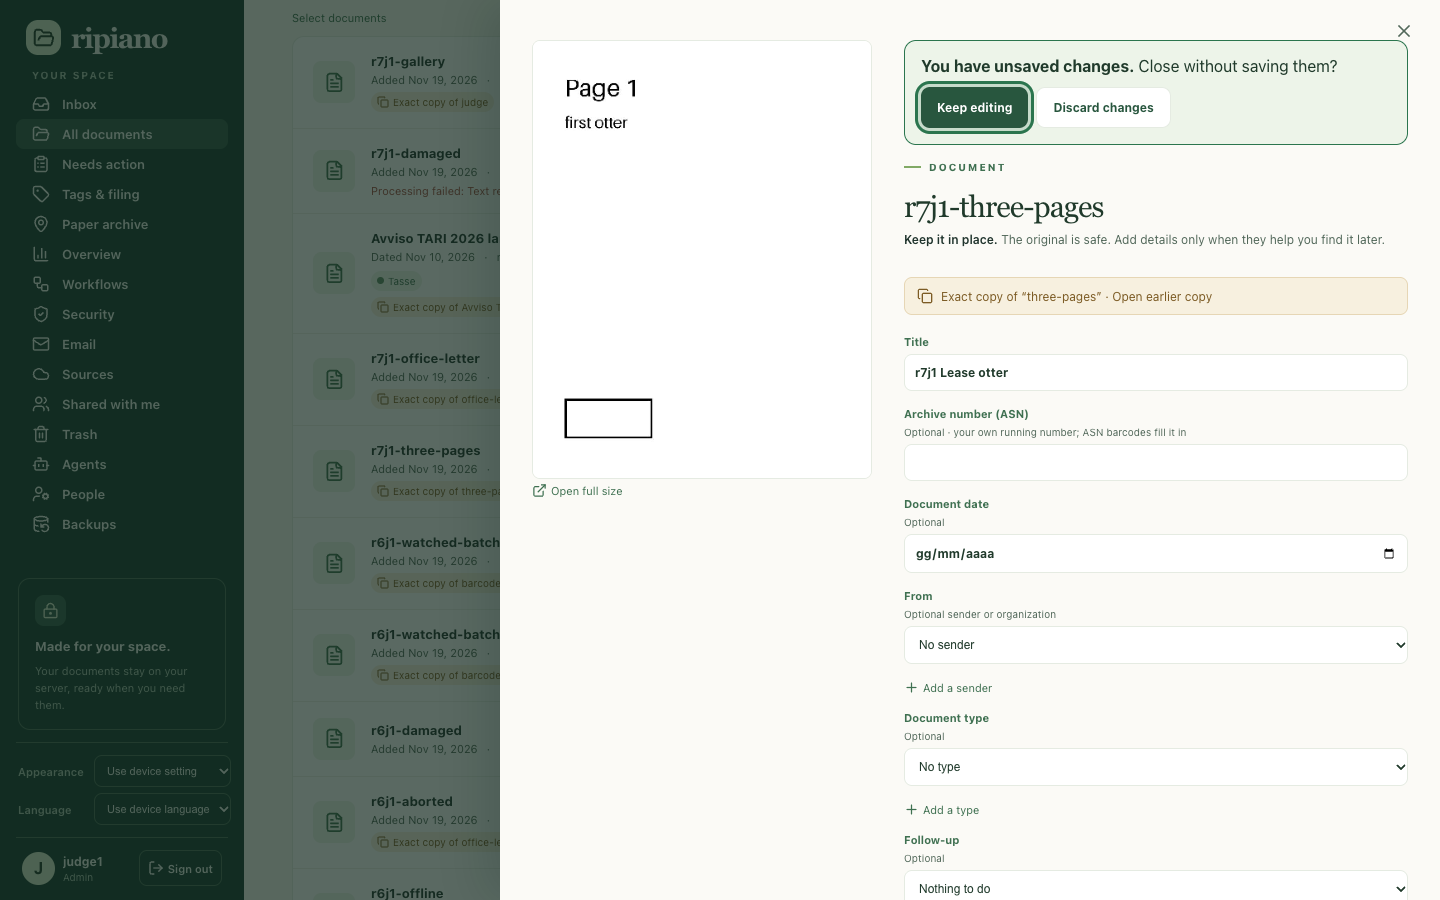 ripiano
YOUR SPACE
Inbox
All documents
Needs action
Tags & filing
Paper archive
Overview
Workflows
Security
Email
Sources
Shared with me
Trash
Agents
People
Backups
Made for your space.
Your documents stay on your
server, ready when you need
them.
Appearance
Use device setting
Language
Use device language
J
judge1
Admin
Sign out
Select documents
r7j1-gallery
Added Nov 19, 2026 ·
Exact copy of judge
r7j1-damaged
Added Nov 19, 2026 ·
Processing failed: Text
Avviso TARI 2026
Dated Nov 10, 2026 ·
Tasse
Exact copy of Avviso
r7j1-office-letter
Added Nov 19, 2026 ·
Exact copy of
r7j1-three-pages
Added Nov 19, 2026 ·
Exact copy of
r6j1-watched-batch
Added Nov 19, 2026 ·
Exact copy of barcode
r6j1-watched-batch
Added Nov 19, 2026 ·
Exact copy of barcode
r6j1-damaged
Added Nov 19, 2026 ·
r6j1-aborted
Added Nov 19, 2026 ·
Exact copy of
r6j1-offline
Page 1
first otter
Open full size
You have unsaved changes. Close without saving them?
Keep editing
Discard changes
DOCUMENT
r7j1-three-pages
Keep it in place. The original is safe. Add details only when they help you find it later.
Exact copy of “three-pages” · Open earlier copy
Title
r7j1 Lease otter
Archive number (ASN)
Optional · your own running number; ASN barcodes fill it in
Document date
Optional
gg/mm/aaaa
From
Optional sender or organization
No sender
Add a sender
Document type
Optional
No type
Add a type
Follow-up
Optional
Nothing to do